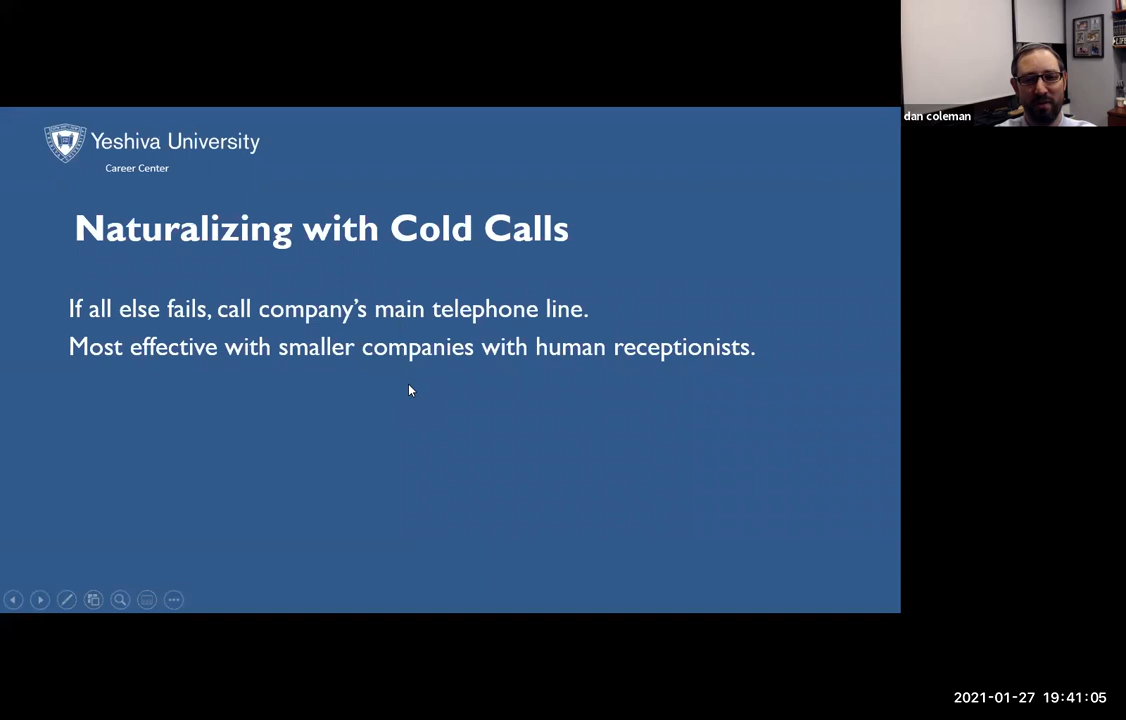 dan coleman
Yeshiva University
Career Center
Naturalizing with Cold Calls
If all else fails, call company's main telephone line.
Most effective with smaller companies with human receptionists.
2021-01-27 19:41:05